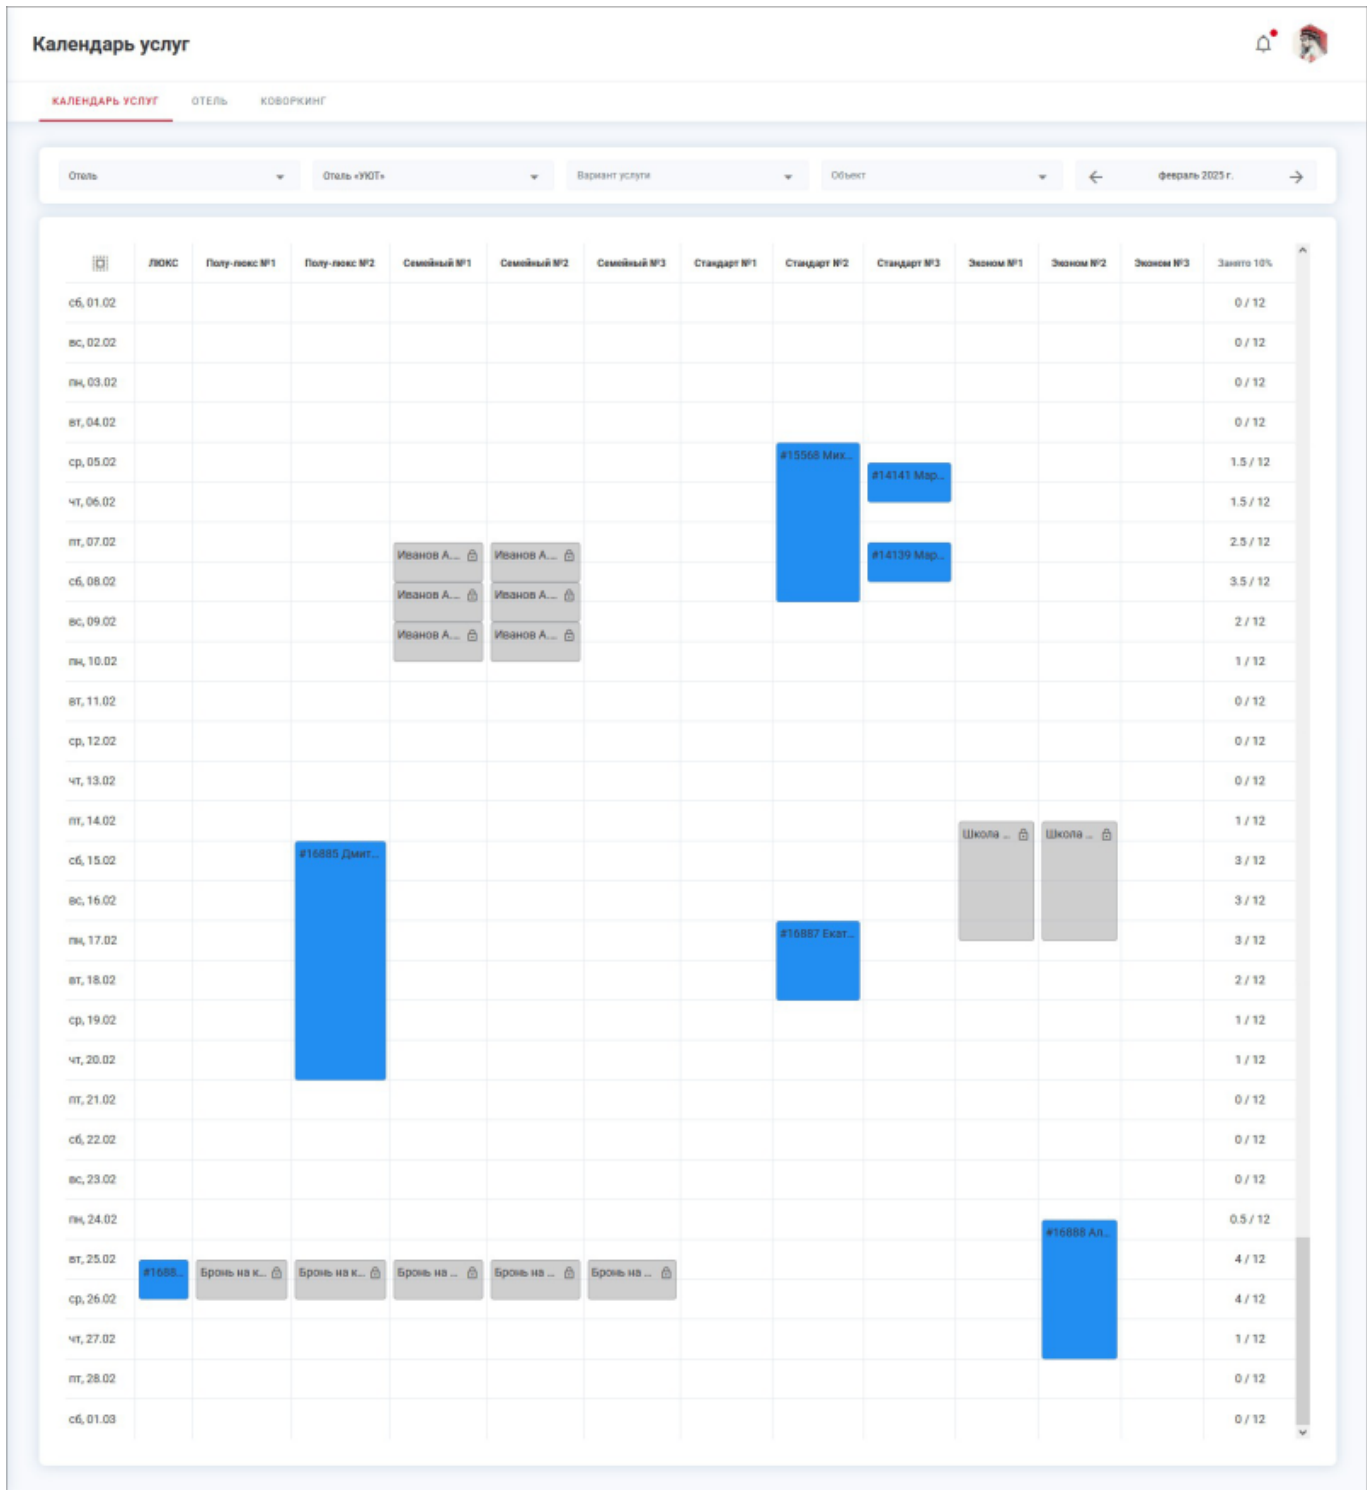 Календарь услуг
КАЛЕНДАРЬ УСЛУГ ОТЕЛЬ КОВОРКИНГ
Отель Отель «УЮТ» Вариант услуги Объект февраль 2025 г.
ЛЮКС Полу-люкс №1 Полу-люкс №2 Семейный №1 Семейный №2 Семейный №3 Стандарт №1 Стандарт №2 Стандарт №3 Эконом №1 Эконом №2 Эконом №3 Занято 10%
сб, 01.02 0 / 12
вс, 02.02 0 / 12
пн, 03.02 0 / 12
вт, 04.02 0 / 12
#15568 Мих...
ср, 05.02 1.5 / 12
#14141 Мар...
чт, 06.02 1.5 / 12
пт, 07.02 2.5 / 12
Иванов А... Иванов А... #14139 Мар...
сб, 08.02 3.5 / 12
Иванов А... Иванов А...
вс, 09.02 2 / 12
Иванов А... Иванов А...
пн, 10.02 1 / 12
вт, 11.02 0 / 12
ср, 12.02 0 / 12
чт, 13.02 0 / 12
пт, 14.02 1 / 12
Школа ... Школа ...
#16885 Дмит...
сб, 15.02 3 / 12
вс, 16.02 3 / 12
#16887 Екат...
пн, 17.02 3 / 12
вт, 18.02 2 / 12
ср, 19.02 1 / 12
чт, 20.02 1 / 12
пт, 21.02 0 / 12
сб, 22.02 0 / 12
вс, 23.02 0 / 12
пн, 24.02 0.5 / 12
#16888 Ал...
вт, 25.02 4 / 12
#1688... Бронь на к... Бронь на к... Бронь на ... Бронь на ... Бронь на ...
ср, 26.02 4 / 12
чт, 27.02 1 / 12
пт, 28.02 0 / 12
сб, 01.03 0 / 12